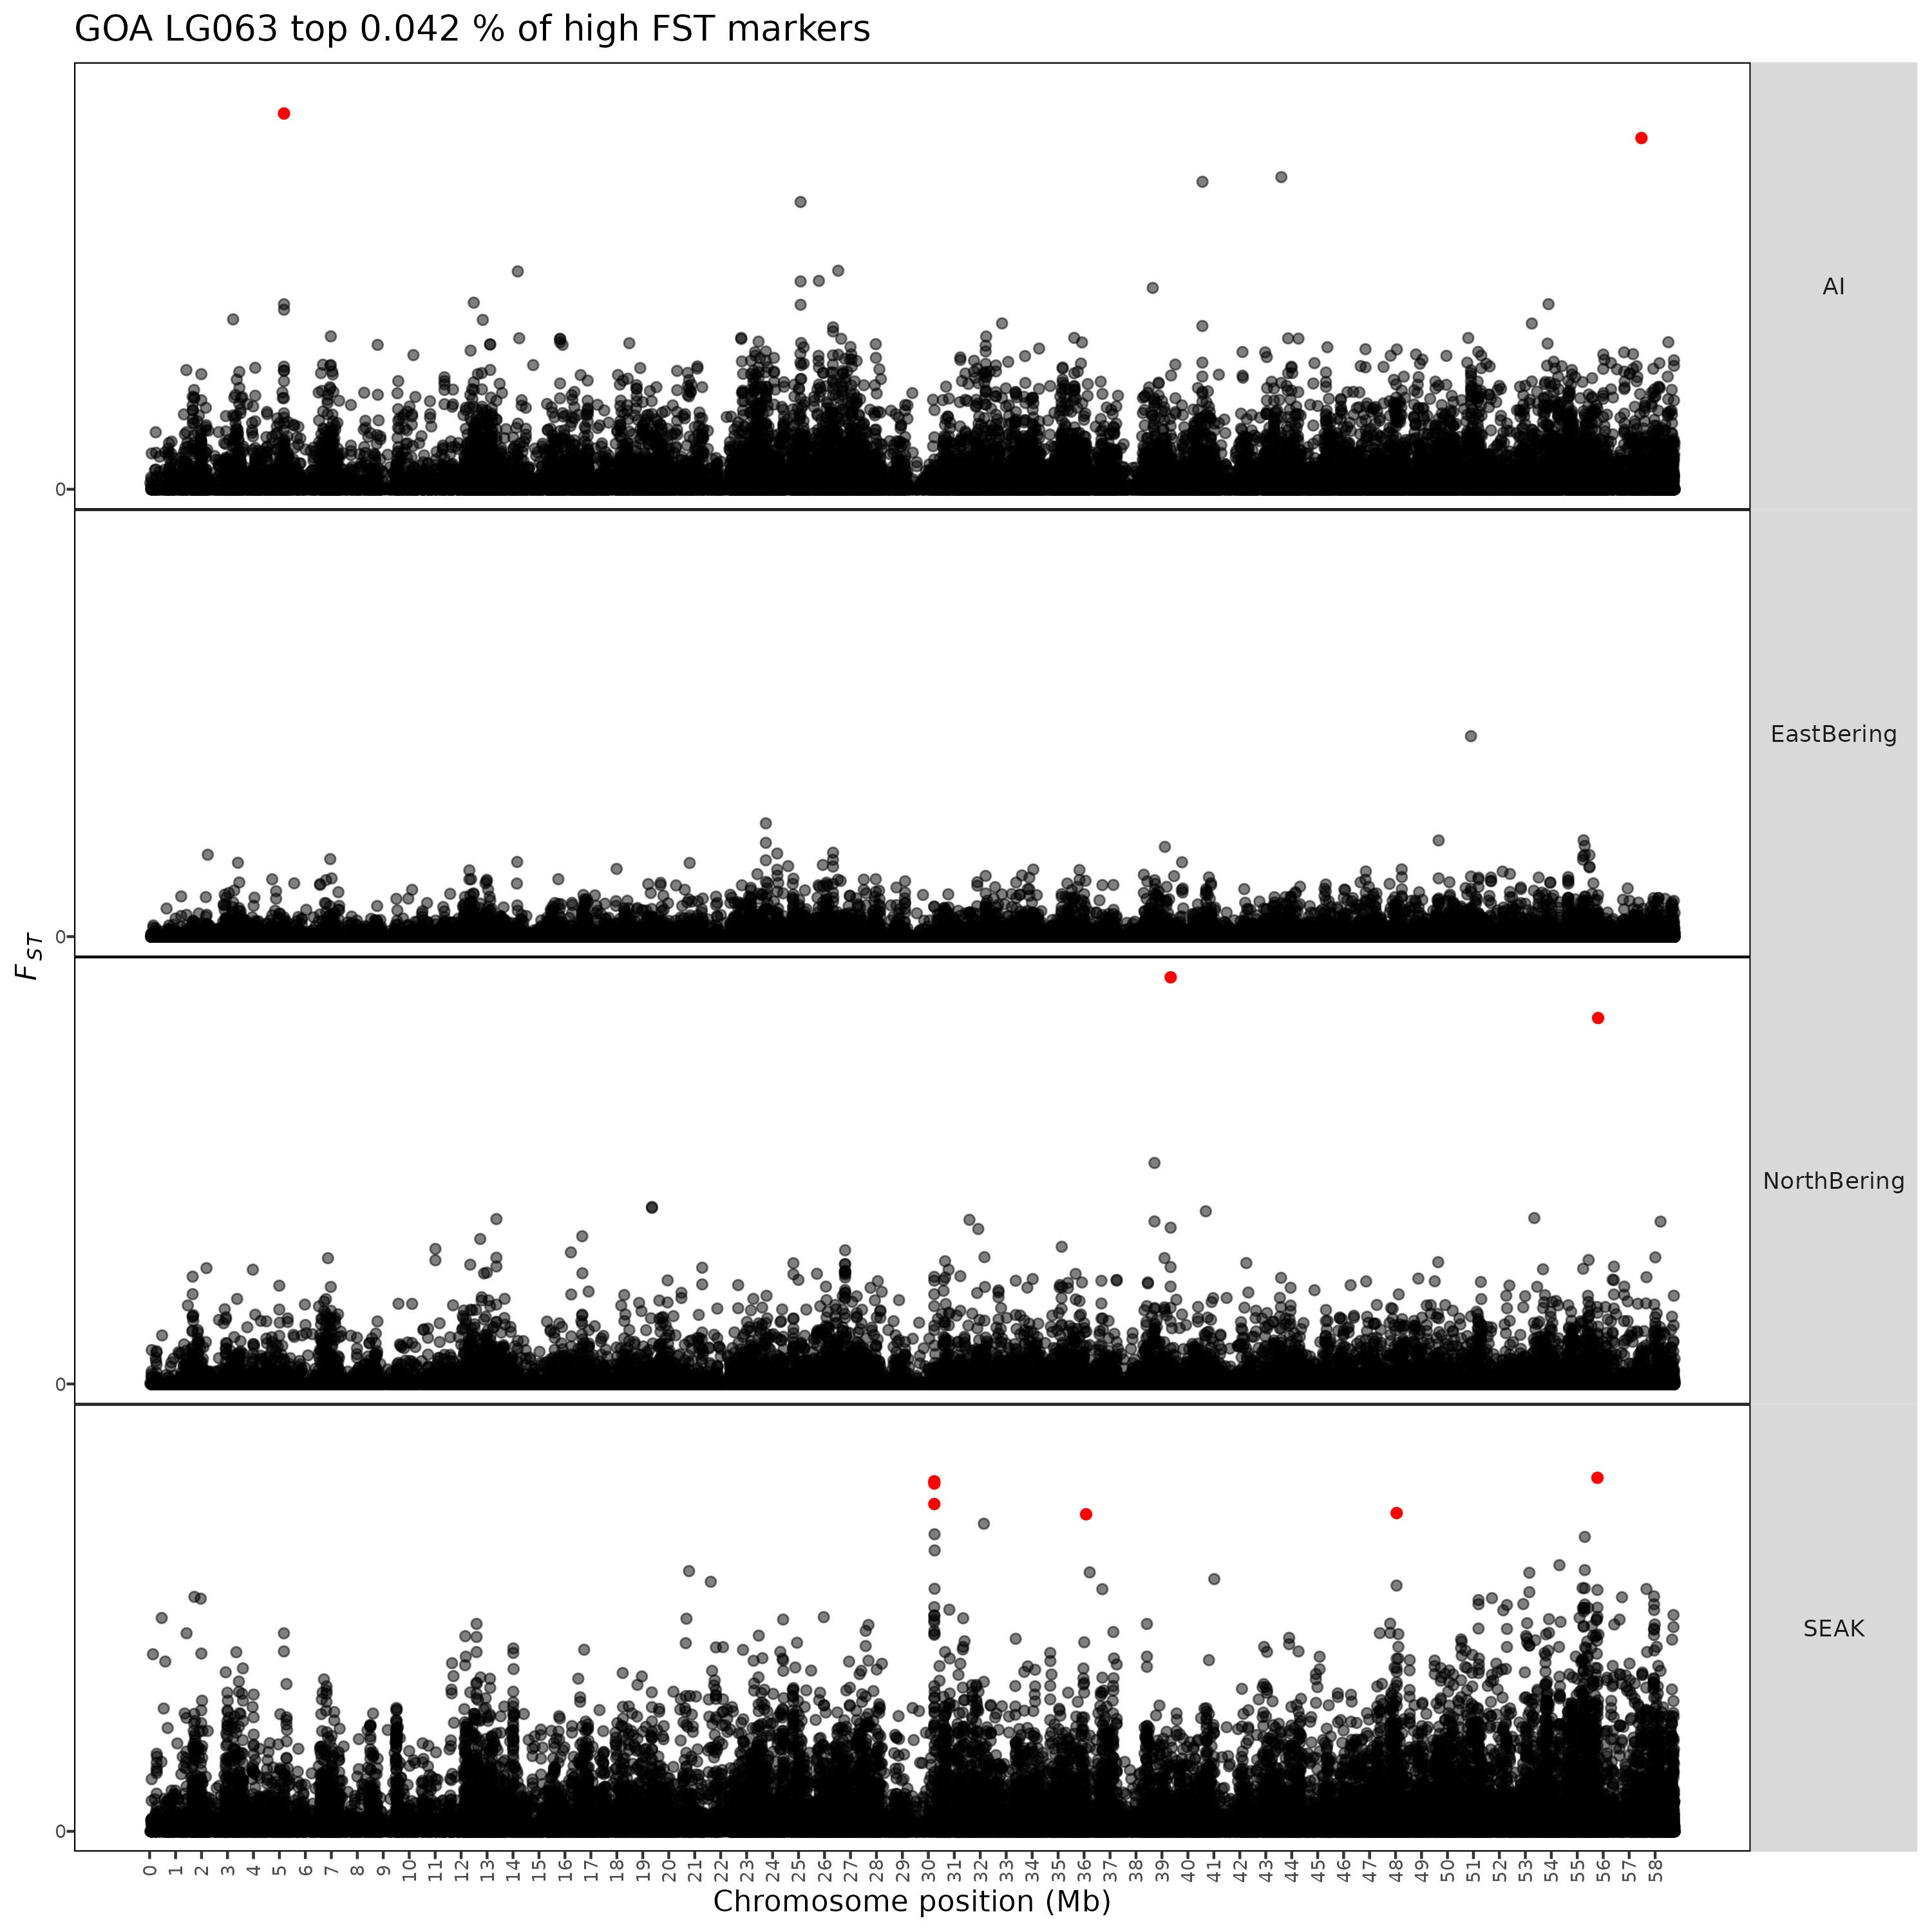 GOA LG063 top 0.042 % of high FST markers
AI
EastBering
NorthBering
SEAK
FST
0
0
0
0
0 1 2 3 4 5 6 7 8 9 10 11 12 13 14 15 16 17 18 19 20 21 22 23 24 25 26 27 28 29 30 31 32 33 34 35 36 37 38 39 40 41 42 43 44 45 46 47 48 49 50 51 52 53 54 55 56 57 58
Chromosome position (Mb)